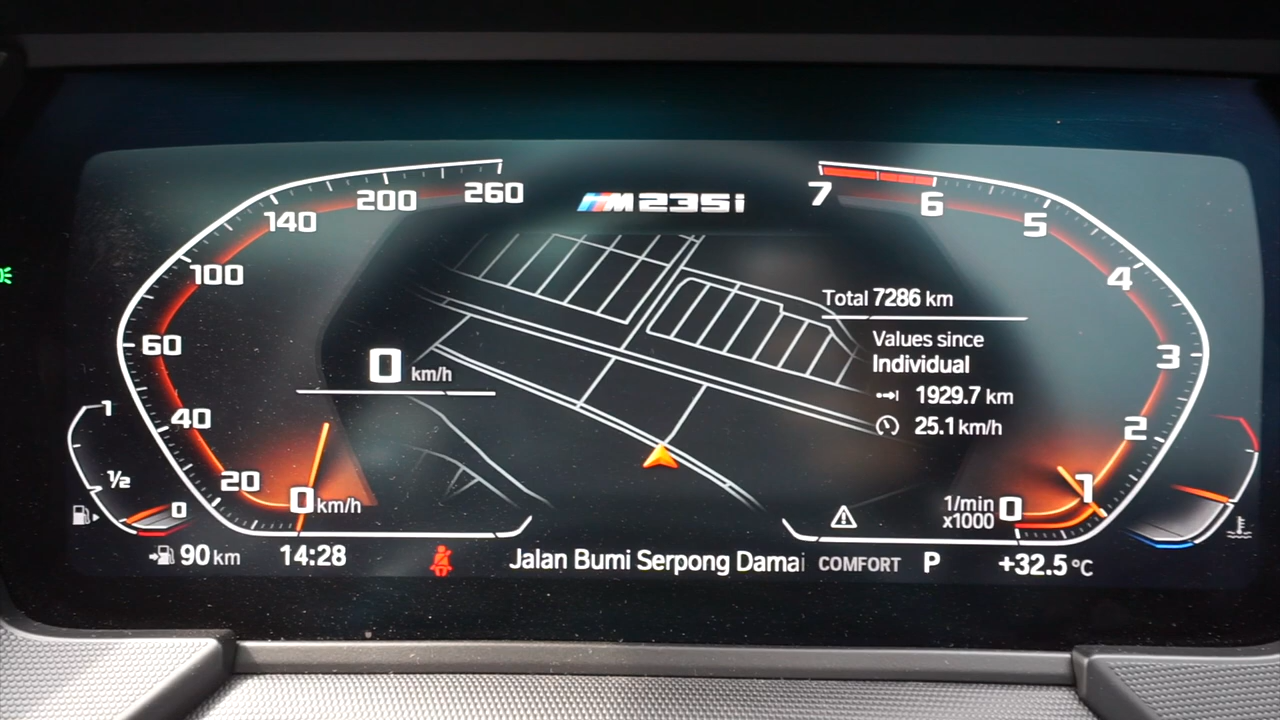 M235i
260
200
140
100
60
40
20
0 km/h
0 km/h
7
6
5
4
3
2
1
0
1/min
x1000
Total 7286 km
Values since
Individual
1929.7 km
25.1 km/h
1
½
0
90 km
14:28
Jalan Bumi Serpong Damai
COMFORT
P
+32.5 °C